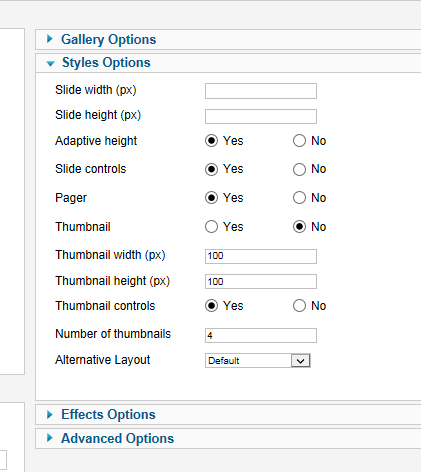 Gallery Options
Styles Options
Slide width (px)
Slide height (px)
Adaptive height Yes No
Slide controls Yes No
Pager Yes No
Thumbnail Yes No
Thumbnail width (px) 100
Thumbnail height (px) 100
Thumbnail controls Yes No
Number of thumbnails 4
Alternative Layout Default
Effects Options
Advanced Options